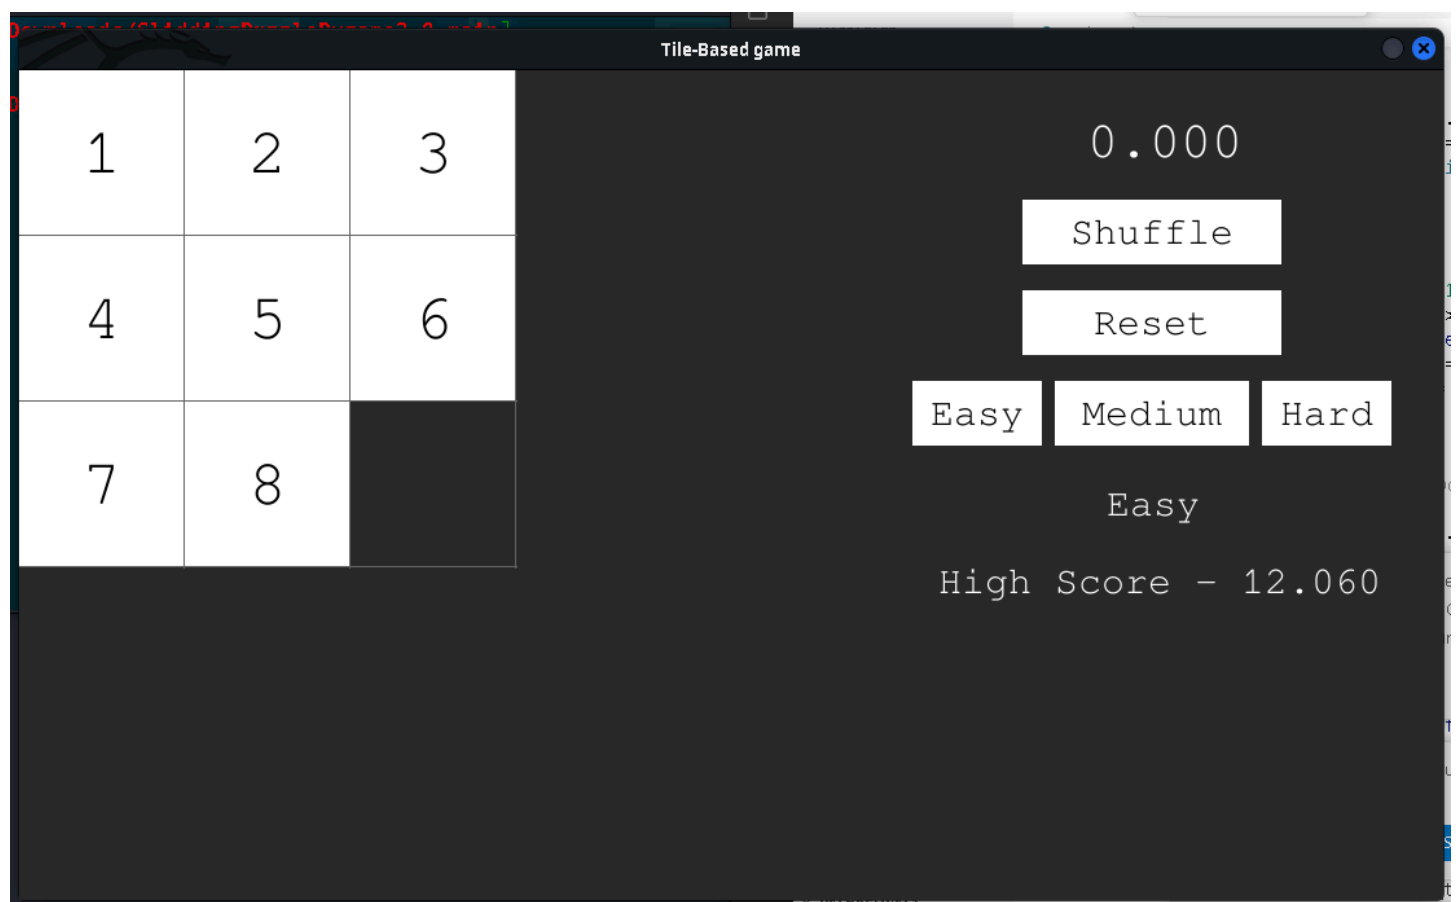 Tile-Based game
1 2 3
4 5 6
7 8
0.000
Shuffle
Reset
Easy Medium Hard
Easy
High Score - 12.060